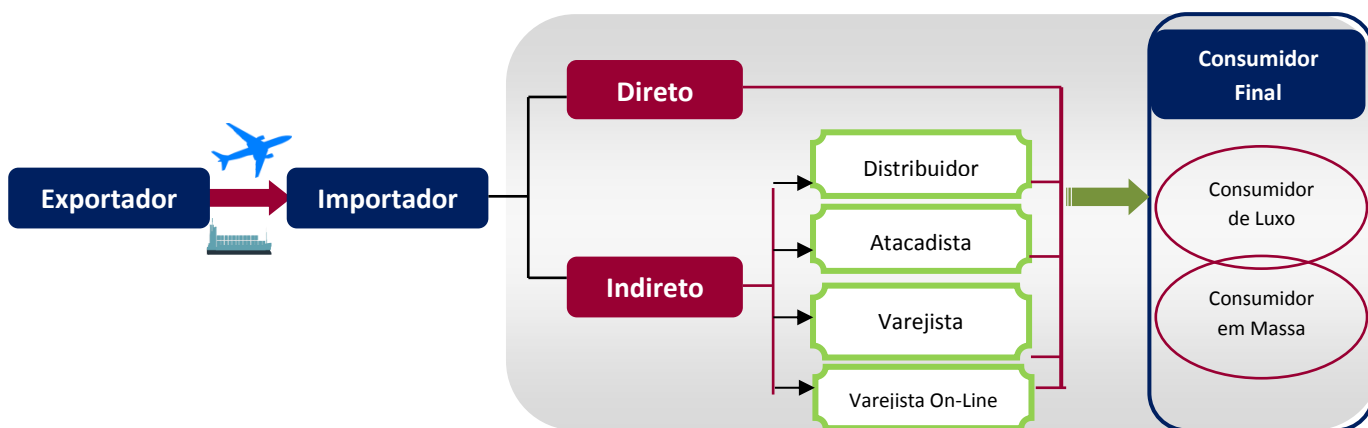 Exportador
Importador
Direto
Indireto
Distribuidor
Atacadista
Varejista
Varejista On-Line
Consumidor
Final
Consumidor
de Luxo
Consumidor
em Massa